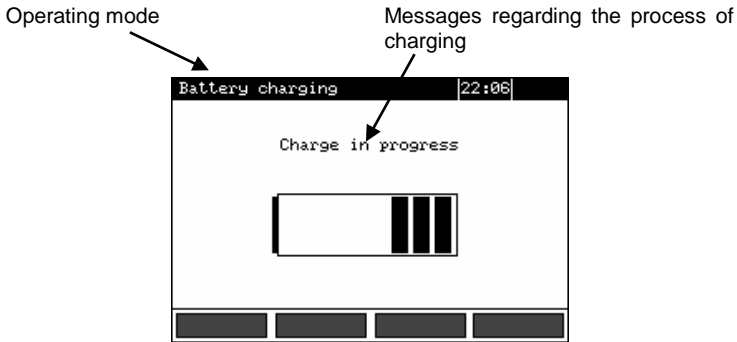 Operating mode
Messages regarding the process of
charging
Battery charging 22:06
Charge in progress